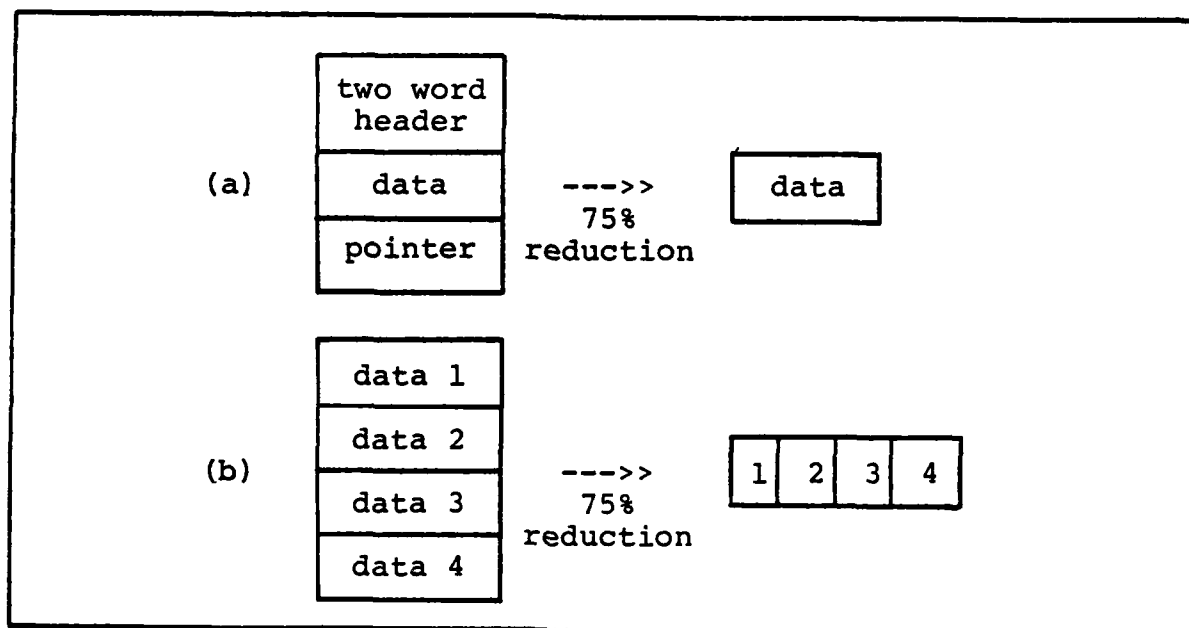 two word
header
(a)
data
pointer
--->>
75%
reduction
data
data 1
data 2
(b)
data 3
data 4
--->>
75%
reduction
1 2 3 4